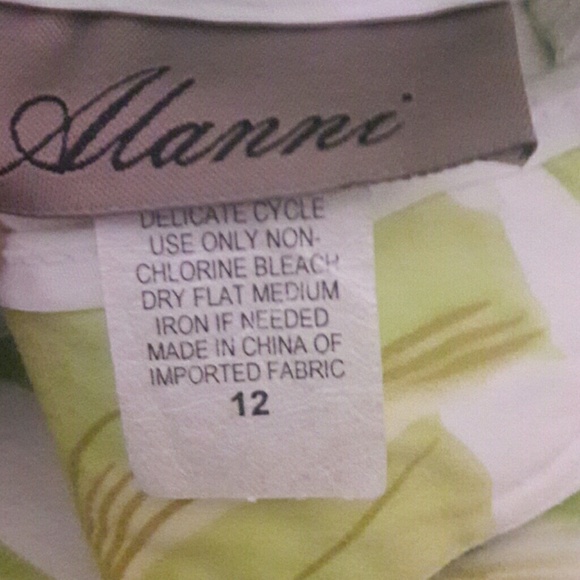 Alanni
DELICATE CYCLE
USE ONLY NON-
CHLORINE BLEACH
DRY FLAT MEDIUM
IRON IF NEEDED
MADE IN CHINA OF
IMPORTED FABRIC
12